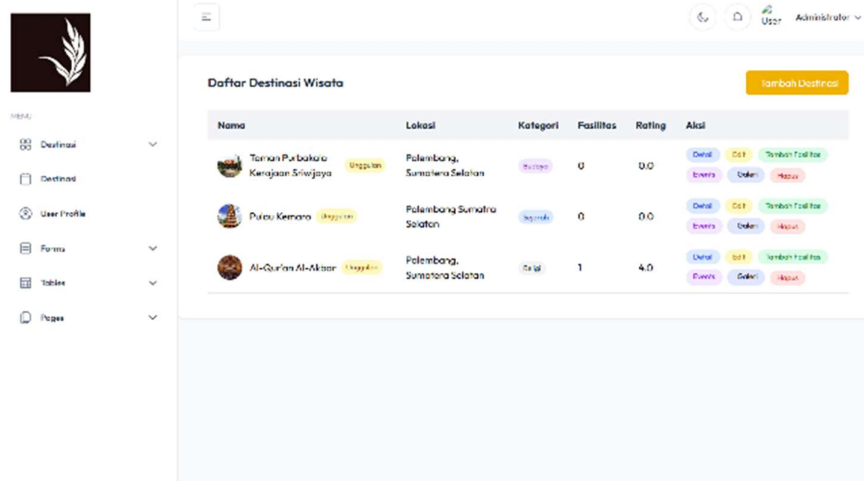 User
Administrator
MENU
Destinasi
Destinasi
User Profile
Forms
Tables
Pages
Daftar Destinasi Wisata
Tambah Destinasi
Nama Lokasi Kategori Fasilitas Rating Aksi
Taman Purbakala
Kerajaan Sriwijaya
Unggulan
Palembang,
Sumatera Selatan
Budaya
0
0.0
Detail Edit Tambah Fasilitas
Events Galeri Hapus
Pulau Kemaro
Unggulan
Palembang Sumatra
Selatan
Sejarah
0
0.0
Detail Edit Tambah Fasilitas
Events Galeri Hapus
Al-Qur'an Al-Akbar
Unggulan
Palembang,
Sumatera Selatan
Religi
1
4.0
Detail Edit Tambah Fasilitas
Events Galeri Hapus